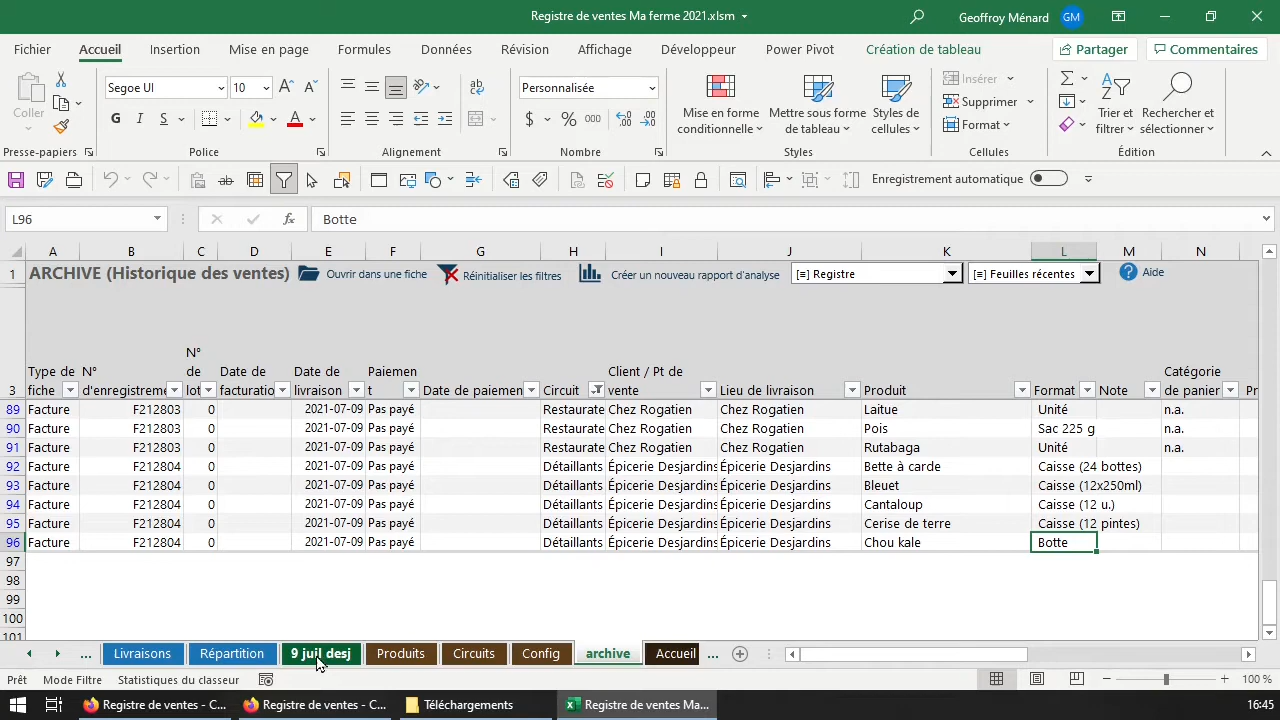 Registre de ventes Ma ferme 2021.xlsm
Geoffroy Ménard GM
Fichier Accueil Insertion Mise en page Formules Données Révision Affichage Développeur Power Pivot Création de tableau Partager Commentaires
Coller
Presse-papiers
Segoe UI 10
G I S
Police
Alignement
Personnalisée
$ % 000
Nombre
Mise en forme conditionnelle
Mettre sous forme de tableau
Styles de cellules
Styles
Insérer
Supprimer
Format
Cellules
Trier et filtrer
Rechercher et sélectionner
Édition
Enregistrement automatique
L96 fx Botte
A B C D E F G H I J K L M N
1 ARCHIVE (Historique des ventes) Ouvrir dans une fiche Réinitialiser les filtres Créer un nouveau rapport d'analyse [≡] Registre [≡] Feuilles récentes Aide
3 Type de fiche N° d'enregistreme N° de lot Date de facturatio Date de livraison Paiement Date de paiemen Circuit Client / Pt de vente Lieu de livraison Produit Format Note Catégorie de panier Pr
89 Facture F212803 0 2021-07-09 Pas payé Restaurate Chez Rogatien Chez Rogatien Laitue Unité n.a.
90 Facture F212803 0 2021-07-09 Pas payé Restaurate Chez Rogatien Chez Rogatien Pois Sac 225 g n.a.
91 Facture F212803 0 2021-07-09 Pas payé Restaurate Chez Rogatien Chez Rogatien Rutabaga Unité n.a.
92 Facture F212804 0 2021-07-09 Pas payé Détaillants Épicerie Desjardins Épicerie Desjardins Bette à carde Caisse (24 bottes)
93 Facture F212804 0 2021-07-09 Pas payé Détaillants Épicerie Desjardins Épicerie Desjardins Bleuet Caisse (12x250ml)
94 Facture F212804 0 2021-07-09 Pas payé Détaillants Épicerie Desjardins Épicerie Desjardins Cantaloup Caisse (12 u.)
95 Facture F212804 0 2021-07-09 Pas payé Détaillants Épicerie Desjardins Épicerie Desjardins Cerise de terre Caisse (12 pintes)
96 Facture F212804 0 2021-07-09 Pas payé Détaillants Épicerie Desjardins Épicerie Desjardins Chou kale Botte
97
98
99
100
101
... Livraisons Répartition 9 juil desj Produits Circuits Config archive Accueil ...
Prêt Mode Filtre Statistiques du classeur 100 %
Registre de ventes - C... Registre de ventes - C... Téléchargements Registre de ventes Ma... 16:45